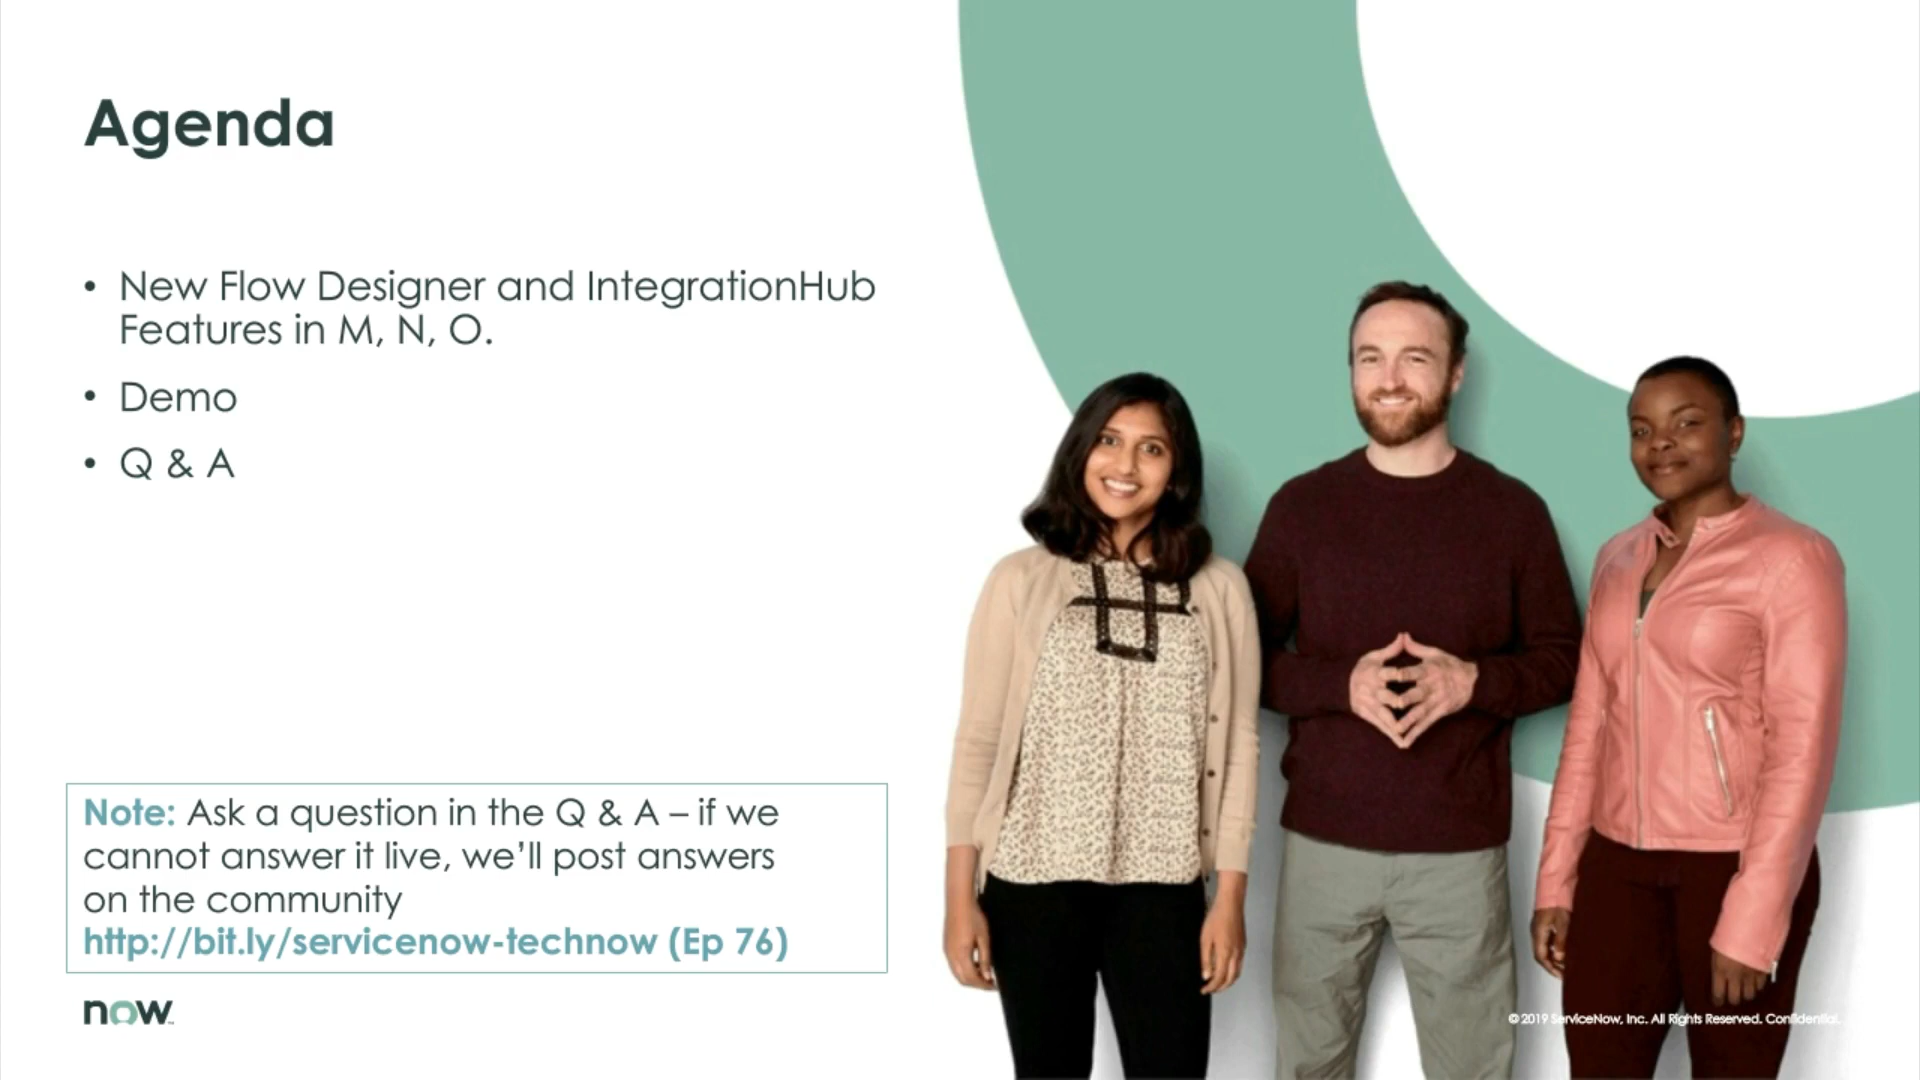 Agenda
• New Flow Designer and IntegrationHub
Features in M, N, O.
• Demo
• Q & A
Note: Ask a question in the Q & A – if we
cannot answer it live, we’ll post answers
on the community
http://bit.ly/servicenow-technow (Ep 76)
now
© 2019 ServiceNow, Inc. All Rights Reserved. Confidential.